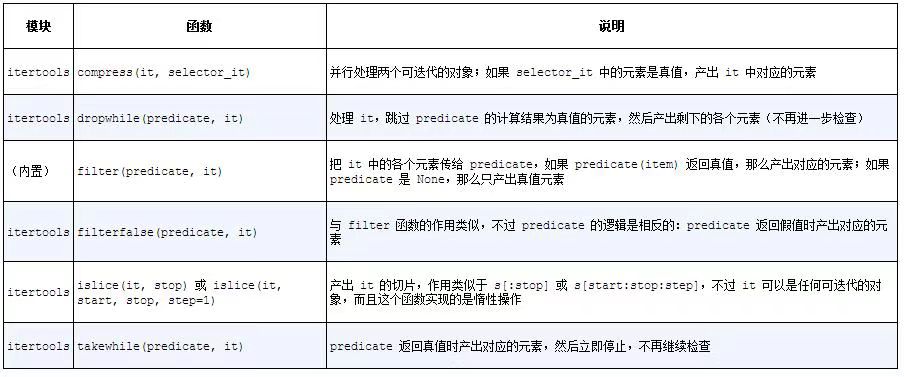 模块 函数 说明
itertools compress(it, selector_it) 并行处理两个可迭代的对象；如果 selector_it 中的元素是真值，产出 it 中对应的元素
itertools dropwhile(predicate, it) 处理 it，跳过 predicate 的计算结果为真值的元素，然后产出剩下的各个元素（不再进一步检查）
（内置） filter(predicate, it) 把 it 中的各个元素传给 predicate，如果 predicate(item) 返回真值，那么产出对应的元素；如果
predicate 是 None，那么只产出真值元素
itertools filterfalse(predicate, it) 与 filter 函数的作用类似，不过 predicate 的逻辑是相反的：predicate 返回假值时产出对应的元
素
itertools islice(it, stop) 或 islice(it,
start, stop, step=1)
产出 it 的切片，作用类似于 s[:stop] 或 s[start:stop:step]，不过 it 可以是任何可迭代的对
象，而且这个函数实现的是惰性操作
itertools takewhile(predicate, it) predicate 返回真值时产出对应的元素，然后立即停止，不再继续检查